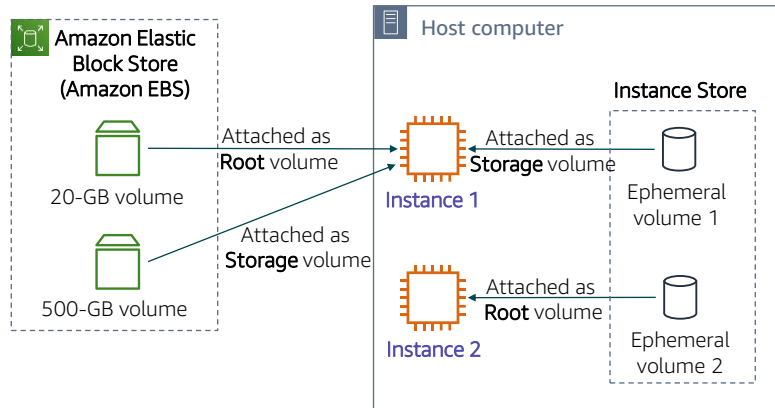 Amazon Elastic
Block Store
(Amazon EBS)
20-GB volume
500-GB volume
Attached as
Root volume
Attached as
Storage volume
Host computer
Instance 1
Instance 2
Attached as
Storage volume
Attached as
Root volume
Instance Store
Ephemeral
volume 1
Ephemeral
volume 2